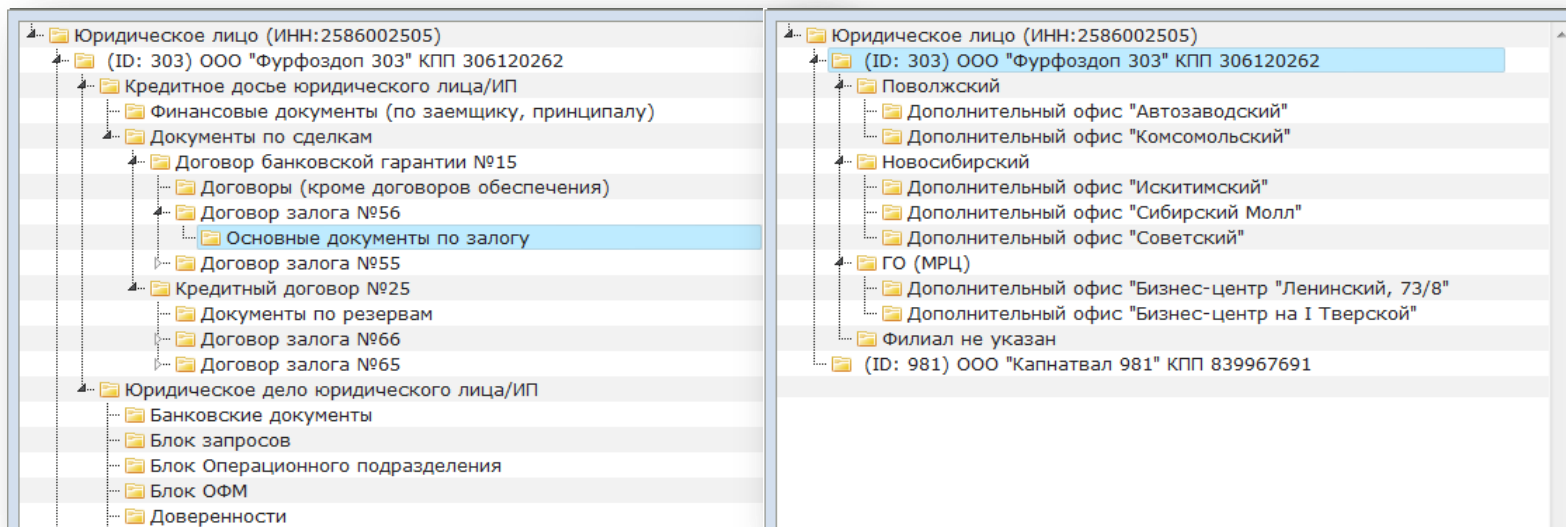 Юридическое лицо (ИНН:2586002505)
(ID: 303) ООО "Фурфоздоп 303" КПП 306120262
Кредитное досье юридического лица/ИП
Финансовые документы (по заемщику, принципалу)
Документы по сделкам
Договор банковской гарантии №15
Договоры (кроме договоров обеспечения)
Договор залога №56
Основные документы по залогу
Договор залога №55
Кредитный договор №25
Документы по резервам
Договор залога №66
Договор залога №65
Юридическое дело юридического лица/ИП
Банковские документы
Блок запросов
Блок Операционного подразделения
Блок ОФМ
Доверенности
Юридическое лицо (ИНН:2586002505)
(ID: 303) ООО "Фурфоздоп 303" КПП 306120262
Поволжский
Дополнительный офис "Автозаводский"
Дополнительный офис "Комсомольский"
Новосибирский
Дополнительный офис "Искитимский"
Дополнительный офис "Сибирский Молл"
Дополнительный офис "Советский"
ГО (МРЦ)
Дополнительный офис "Бизнес-центр "Ленинский, 73/8"
Дополнительный офис "Бизнес-центр на I Тверской"
Филиал не указан
(ID: 981) ООО "Капнатвал 981" КПП 839967691